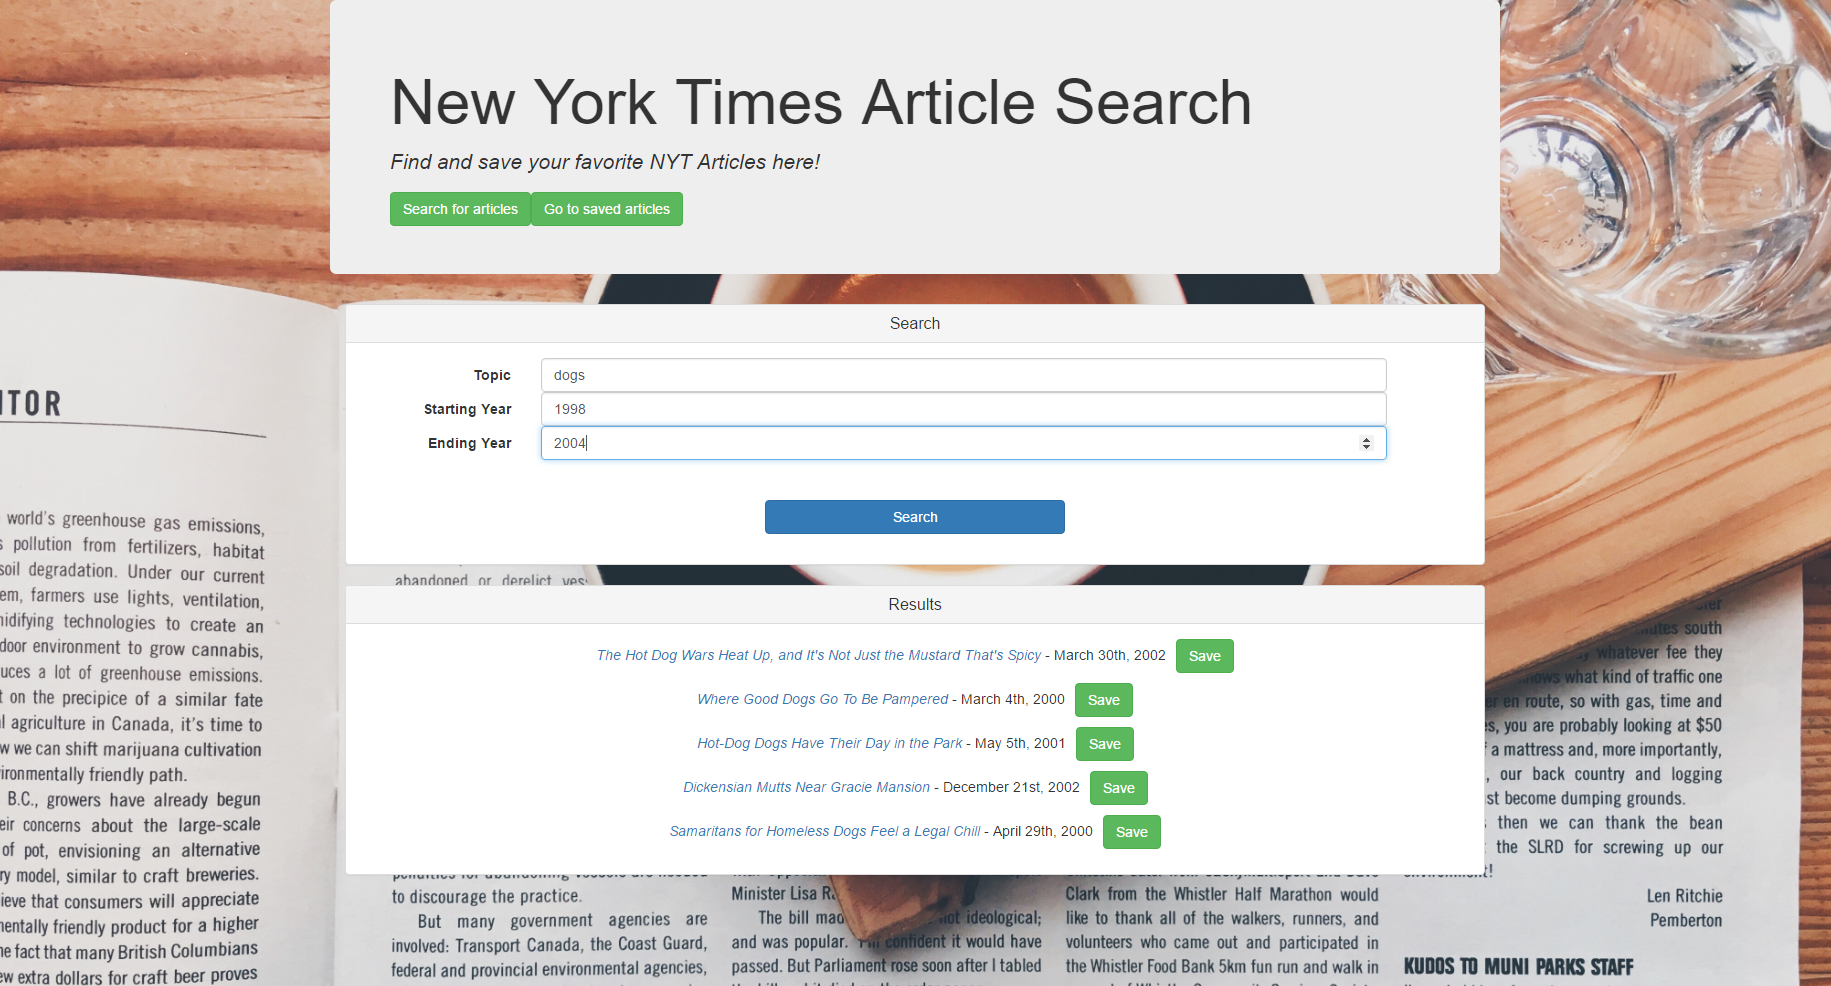 New York Times Article Search
Find and save your favorite NYT Articles here!
Search for articles Go to saved articles
Search
Topic dogs
Starting Year 1998
Ending Year 2004
Search
Results
The Hot Dog Wars Heat Up, and It's Not Just the Mustard That's Spicy - March 30th, 2002 Save
Where Good Dogs Go To Be Pampered - March 4th, 2000 Save
Hot-Dog Dogs Have Their Day in the Park - May 5th, 2001 Save
Dickensian Mutts Near Gracie Mansion - December 21st, 2002 Save
Samaritans for Homeless Dogs Feel a Legal Chill - April 29th, 2000 Save
ITOR
world's greenhouse gas emissions,
pollution from fertilizers, habitat
soil degradation. Under our current
farmers use lights, ventilation,
technologies to create an
door environment to grow cannabis,
a lot of greenhouse emissions.
on the precipice of a similar fate
agriculture in Canada, it's time to
we can shift marijuana cultivation
friendly path.
B.C., growers have already begun
concerns about the large-scale
of pot, envisioning an alternative
model, similar to craft breweries.
that consumers will appreciate
friendly product for a higher
fact that many British Columbians
extra dollars for craft beer proves
abandoned or derelict
to discourage the practice.
But many government agencies are
involved: Transport Canada, the Coast Guard,
federal and provincial environmental agencies,
Minister Lisa
The bill made not ideological;
and was popular. I'm confident it would have
passed. But Parliament rose soon after I tabled
Clark from the Whistler Half Marathon would
like to thank all of the walkers, runners, and
volunteers who came out and participated in
the Whistler Food Bank 5km fun run and walk in
south
whatever fee they
what kind of traffic one
en route, so with gas, time and
you are probably looking at $50
a mattress and, more importantly,
our back country and logging
become dumping grounds.
then we can thank the bean
the SLRD for screwing up our
Len Ritchie
Pemberton
KUDOS TO MUNI PARKS STAFF